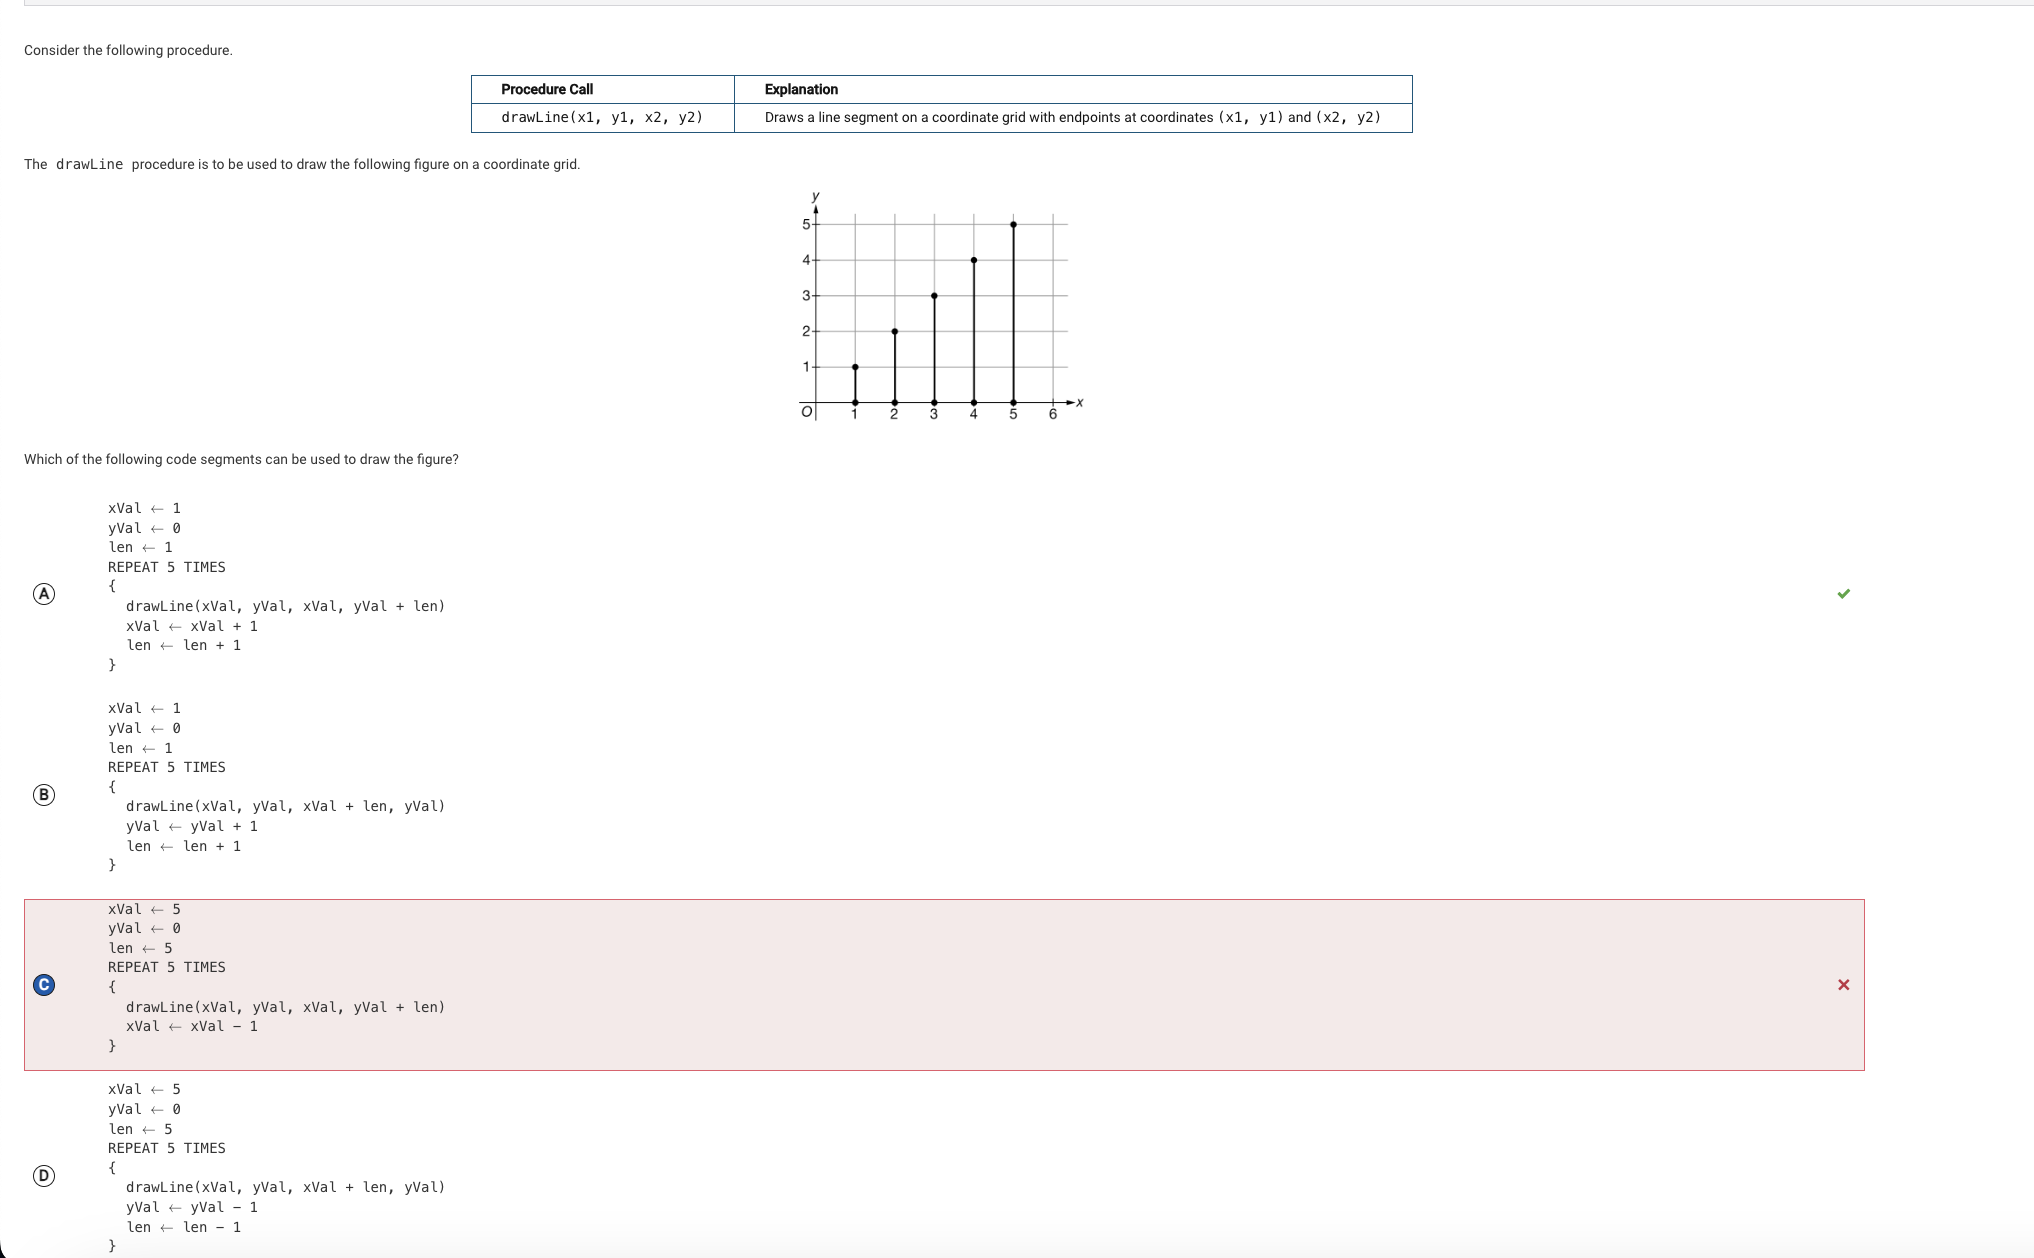 Consider the following procedure.
Procedure Call Explanation
drawLine(x1, y1, x2, y2) Draws a line segment on a coordinate grid with endpoints at coordinates (x1, y1) and (x2, y2)
The drawLine procedure is to be used to draw the following figure on a coordinate grid.
y
5
4
3
2
1
O 1 2 3 4 5 6 x
Which of the following code segments can be used to draw the figure?
A
xVal ← 1
yVal ← 0
len ← 1
REPEAT 5 TIMES
{
drawLine(xVal, yVal, xVal, yVal + len)
xVal ← xVal + 1
len ← len + 1
}
B
xVal ← 1
yVal ← 0
len ← 1
REPEAT 5 TIMES
{
drawLine(xVal, yVal, xVal + len, yVal)
yVal ← yVal + 1
len ← len + 1
}
C
xVal ← 5
yVal ← 0
len ← 5
REPEAT 5 TIMES
{
drawLine(xVal, yVal, xVal, yVal + len)
xVal ← xVal − 1
}
D
xVal ← 5
yVal ← 0
len ← 5
REPEAT 5 TIMES
{
drawLine(xVal, yVal, xVal + len, yVal)
yVal ← yVal − 1
len ← len − 1
}